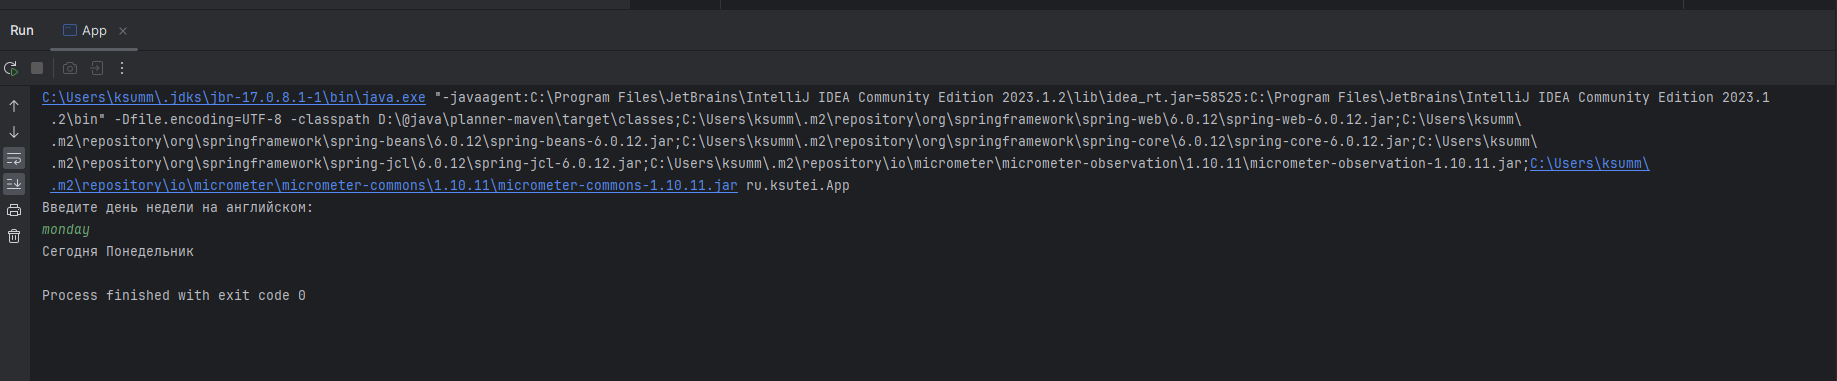 Run App
C:\Users\ksumm\.jdks\jbr-17.0.8.1-1\bin\java.exe "-javaagent:C:\Program Files\JetBrains\IntelliJ IDEA Community Edition 2023.1.2\lib\idea_rt.jar=58525:C:\Program Files\JetBrains\IntelliJ IDEA Community Edition 2023.1
.2\bin" -Dfile.encoding=UTF-8 -classpath D:\@java\planner-maven\target\classes;C:\Users\ksumm\.m2\repository\org\springframework\spring-web\6.0.12\spring-web-6.0.12.jar;C:\Users\ksumm\
.m2\repository\org\springframework\spring-beans\6.0.12\spring-beans-6.0.12.jar;C:\Users\ksumm\.m2\repository\org\springframework\spring-core\6.0.12\spring-core-6.0.12.jar;C:\Users\ksumm\
.m2\repository\org\springframework\spring-jcl\6.0.12\spring-jcl-6.0.12.jar;C:\Users\ksumm\.m2\repository\io\micrometer\micrometer-observation\1.10.11\micrometer-observation-1.10.11.jar;C:\Users\ksumm\
.m2\repository\io\micrometer\micrometer-commons\1.10.11\micrometer-commons-1.10.11.jar ru.ksutei.App
Введите день недели на английском:
monday
Сегодня Понедельник
Process finished with exit code 0